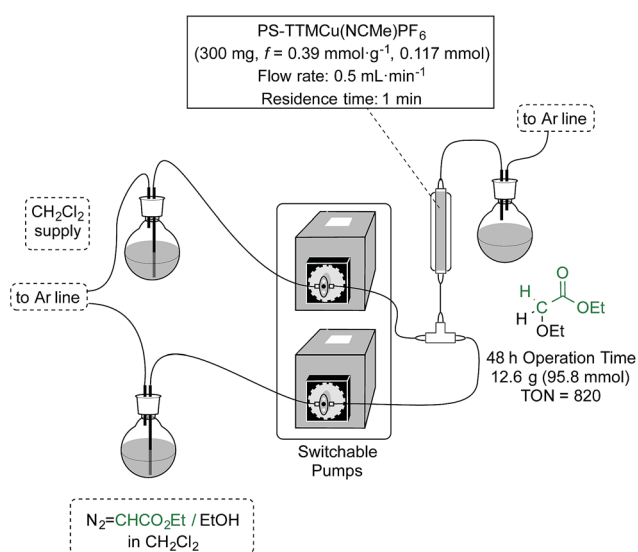 PS-TTMCu(NCMe)PF6
(300 mg, f = 0.39 mmol·g-1, 0.117 mmol)
Flow rate: 0.5 mL·min-1
Residence time: 1 min
to Ar line
CH2Cl2
supply
to Ar line
O
H
C
OEt
H
OEt
48 h Operation Time
12.6 g (95.8 mmol)
TON = 820
Switchable
Pumps
N2=CHCO2Et / EtOH
in CH2Cl2